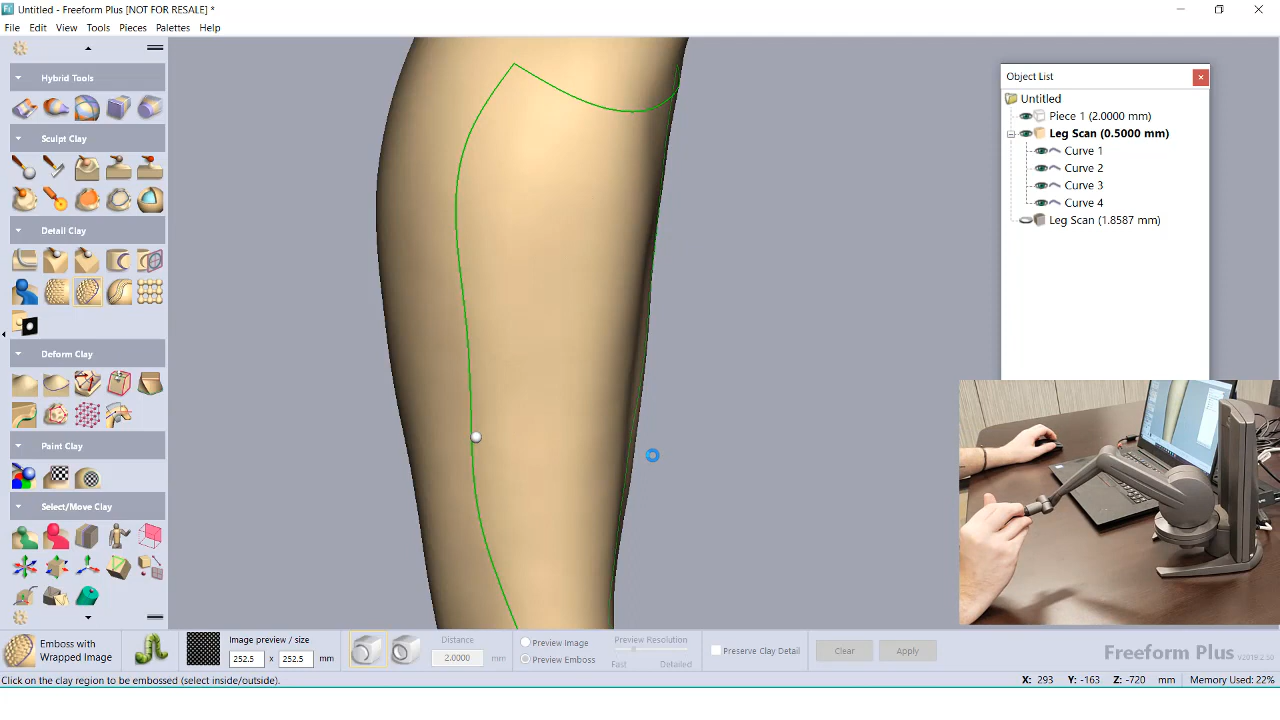 Untitled - Freeform Plus [NOT FOR RESALE] *
File Edit View Tools Pieces Palettes Help
Hybrid Tools
Sculpt Clay
Detail Clay
Deform Clay
Paint Clay
Select/Move Clay
Object List
Untitled
Piece 1 (2.0000 mm)
Leg Scan (0.5000 mm)
Curve 1
Curve 2
Curve 3
Curve 4
Leg Scan (1.8587 mm)
Emboss with
Wrapped Image
Image preview / size
252.5 x 252.5 mm
Distance
2.0000 mm
Preview Image
Preview Emboss
Preview Resolution
Fast Detailed
Preserve Clay Detail
Clear
Apply
Freeform Plus v2019.2.50
Click on the clay region to be embossed (select inside/outside).
X: 293 Y: -163 Z: -720 mm Memory Used: 22%